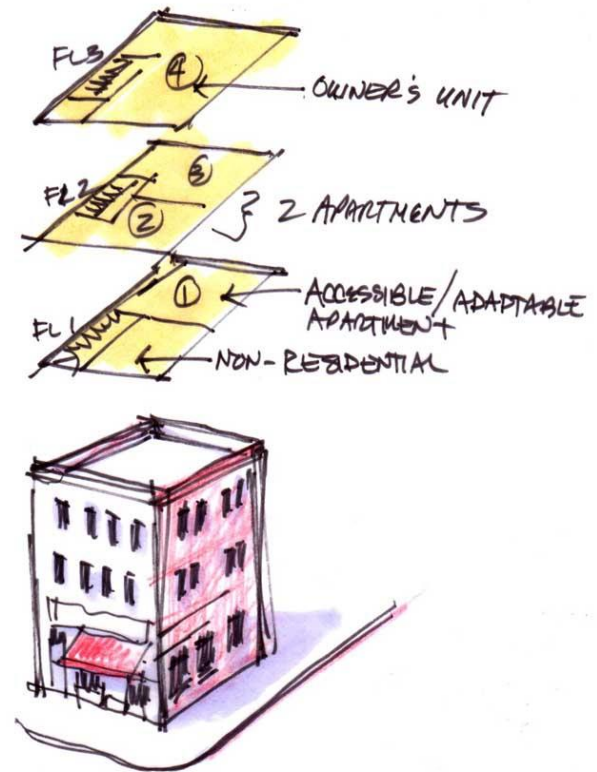 FL3
4
OWNER'S UNIT
FL2
3
2
2 APARTMENTS
FL1
1
ACCESSIBLE/ADAPTABLE
APARTMENT
NON-RESIDENTIAL